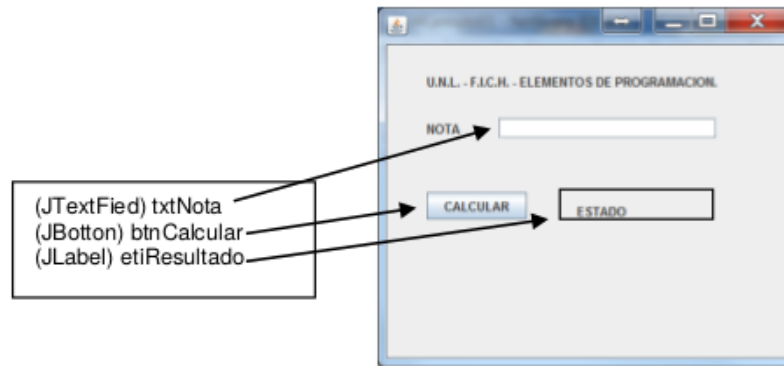 U.N.L. - F.I.C.H. - ELEMENTOS DE PROGRAMACION.
NOTA
(JTextFied) txtNota
(JBotton) btnCalcular
(JLabel) etiResultado
CALCULAR
ESTADO